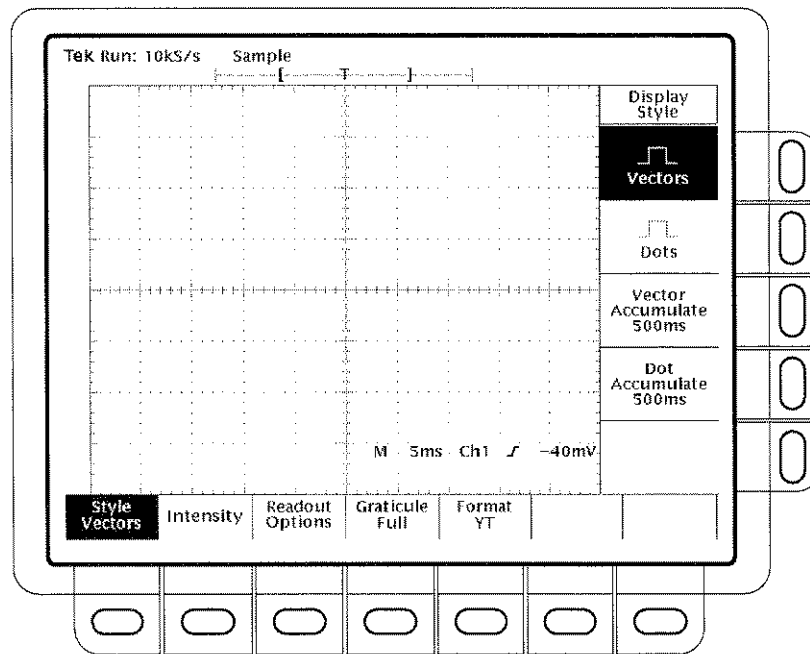 Tek Run: 10kS/s Sample
[ T ]
Display
Style
Vectors
Dots
Vector
Accumulate
500ms
Dot
Accumulate
500ms
M 5ms Ch1 -40mV
Style
Vectors
Intensity
Readout
Options
Graticule
Full
Format
YT